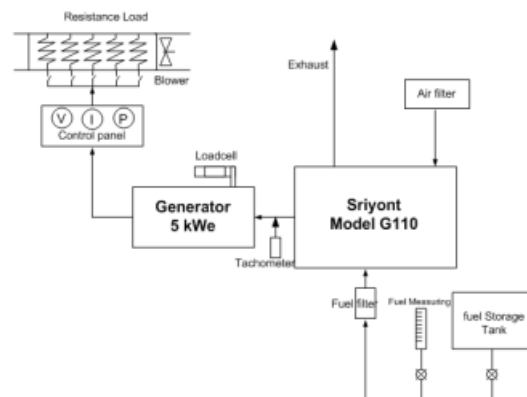 Resistance Load
Blower
V I P
Control panel
Exhaust
Air filter
Loadcell
Generator
5 kWe
Sriyont
Model G110
Tachometer
Fuel filter
Fuel Measuring
fuel Storage
Tank